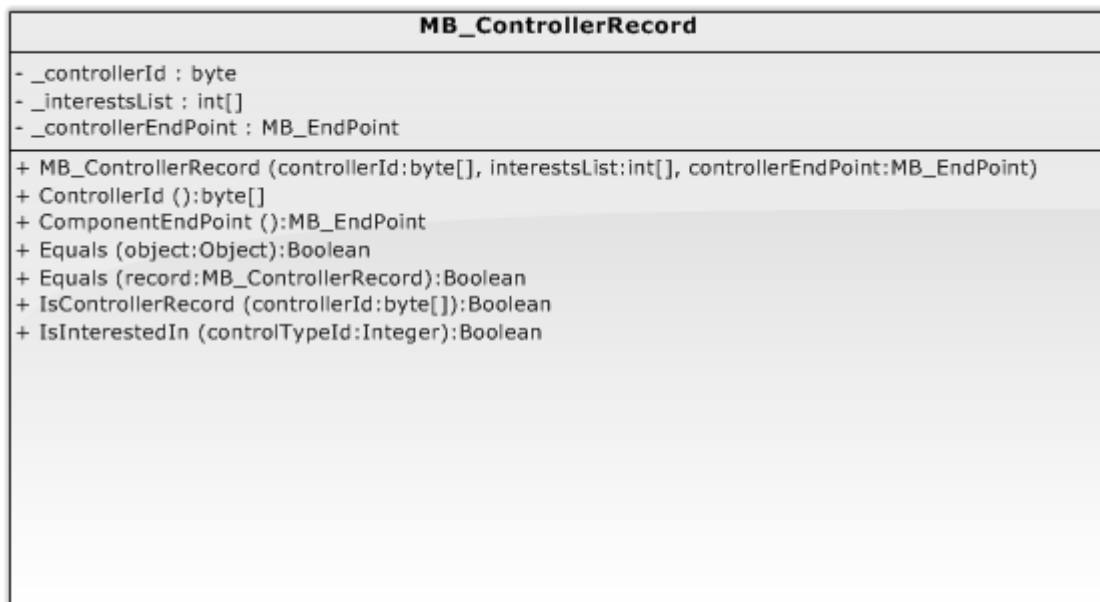 MB_ControllerRecord
- _controllerId : byte
- _interestsList : int[]
- _controllerEndPoint : MB_EndPoint
+ MB_ControllerRecord (controllerId:byte[], interestsList:int[], controllerEndPoint:MB_EndPoint)
+ ControllerId ():byte[]
+ ComponentEndPoint ():MB_EndPoint
+ Equals (object:Object):Boolean
+ Equals (record:MB_ControllerRecord):Boolean
+ IsControllerRecord (controllerId:byte[]):Boolean
+ IsInterestedIn (controlTypeId:Integer):Boolean